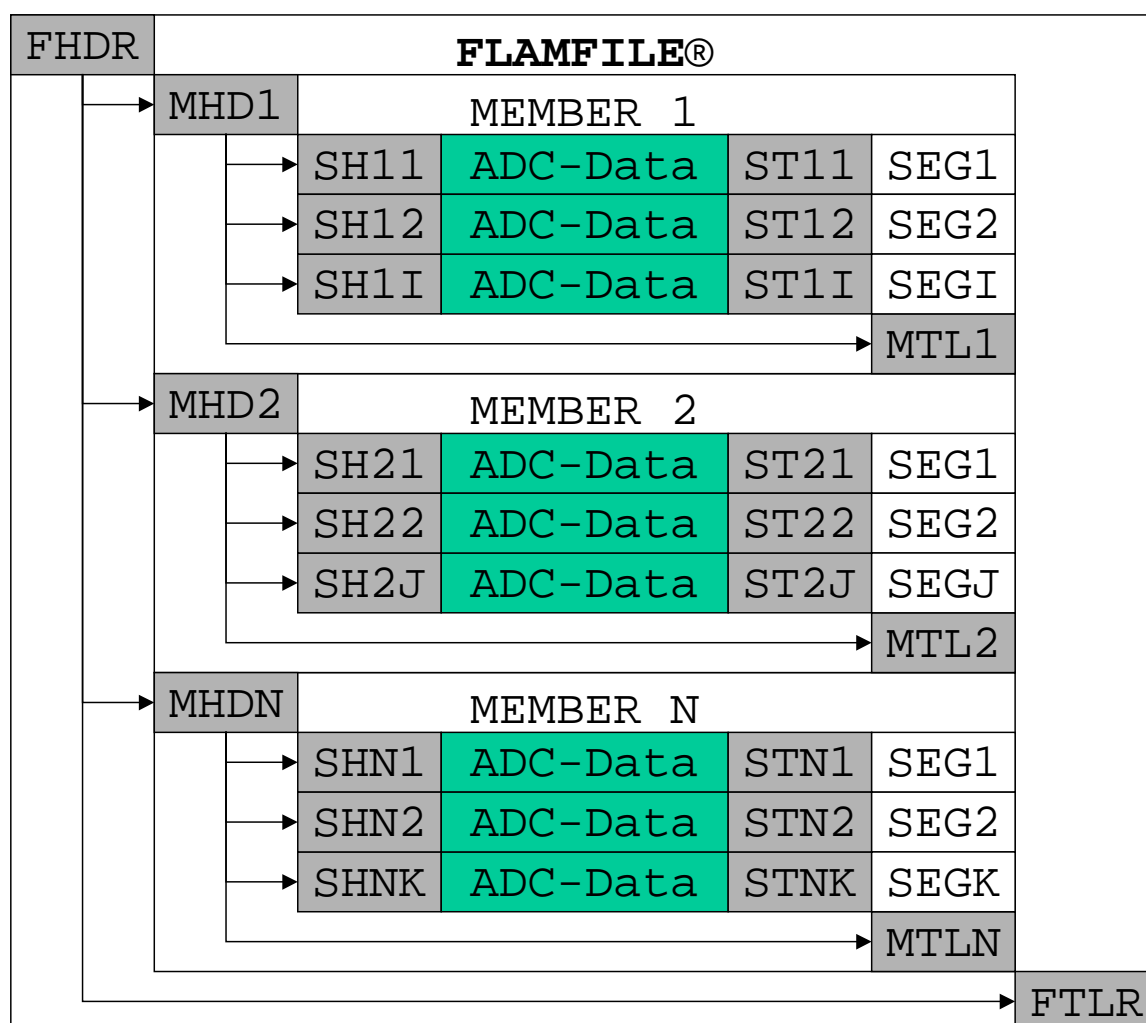 FHDR FLAMFILE®
MHD1 MEMBER 1
SH11 ADC-Data ST11 SEG1
SH12 ADC-Data ST12 SEG2
SH1I ADC-Data ST1I SEGI
MTL1
MHD2 MEMBER 2
SH21 ADC-Data ST21 SEG1
SH22 ADC-Data ST22 SEG2
SH2J ADC-Data ST2J SEGJ
MTL2
MHDN MEMBER N
SHN1 ADC-Data STN1 SEG1
SHN2 ADC-Data STN2 SEG2
SHNK ADC-Data STNK SEGK
MTLN
FTLR